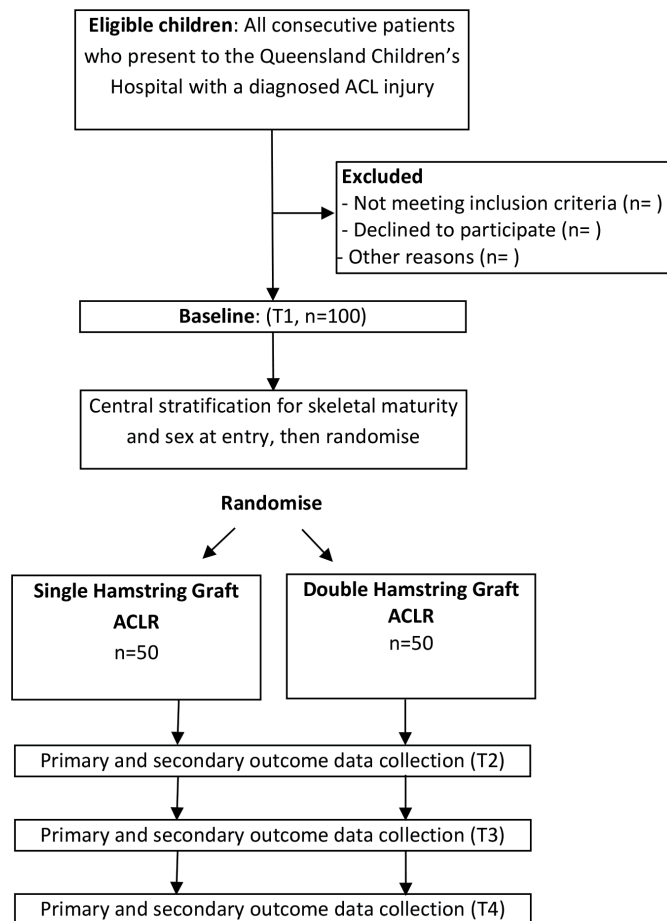 Eligible children: All consecutive patients
who present to the Queensland Children’s
Hospital with a diagnosed ACL injury
Excluded
- Not meeting inclusion criteria (n= )
- Declined to participate (n= )
- Other reasons (n= )
Baseline: (T1, n=100)
Central stratification for skeletal maturity
and sex at entry, then randomise
Randomise
Single Hamstring Graft
ACLR
n=50
Double Hamstring Graft
ACLR
n=50
Primary and secondary outcome data collection (T2)
Primary and secondary outcome data collection (T3)
Primary and secondary outcome data collection (T4)